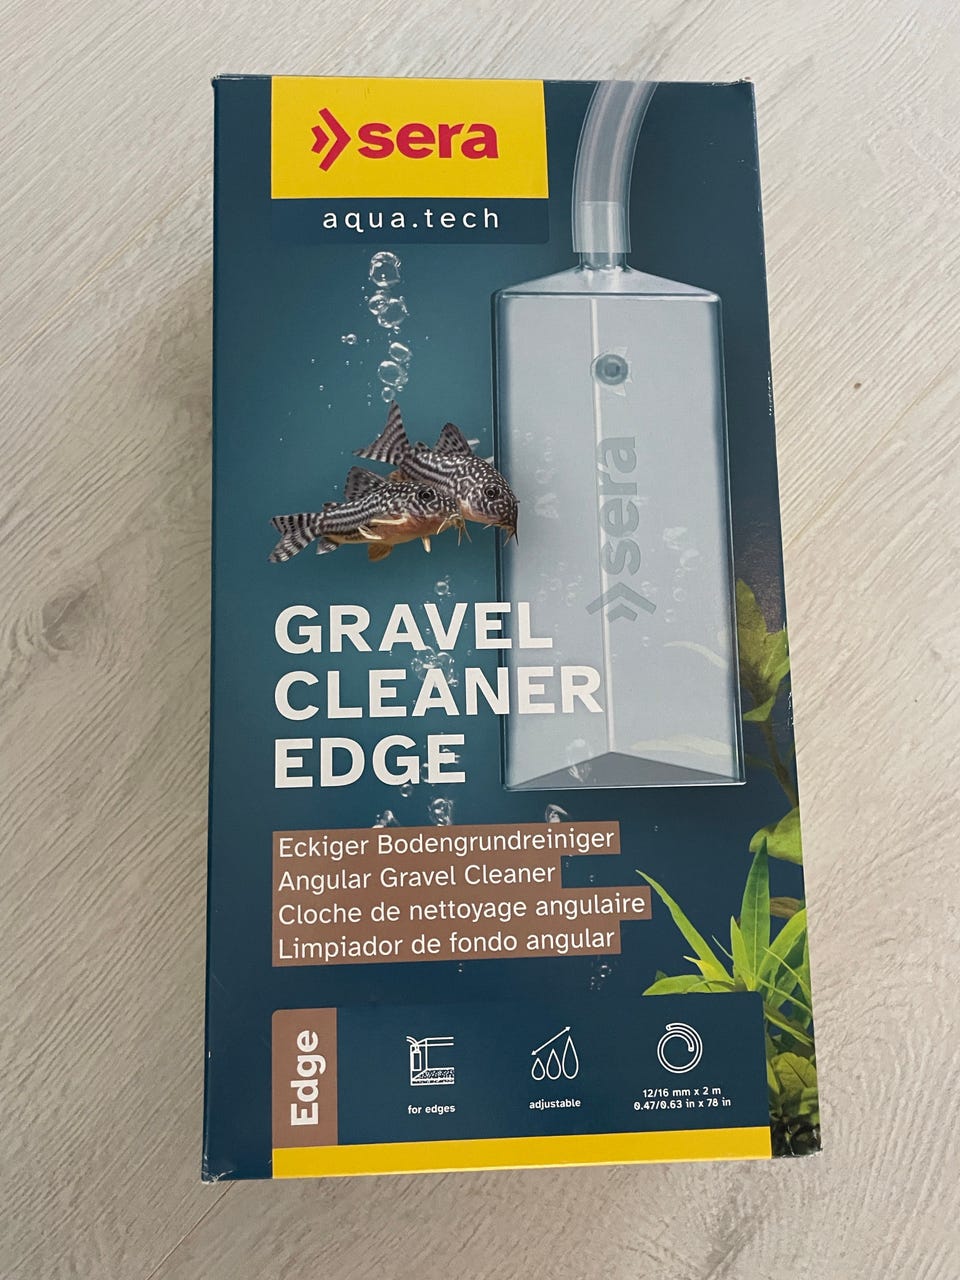 sera
aqua.tech
sera
GRAVEL
CLEANER
EDGE
Eckiger Bodengrundreiniger
Angular Gravel Cleaner
Cloche de nettoyage angulaire
Limpiador de fondo angular
Edge
for edges
adjustable
12/16 mm x 2 m
0.47/0.63 in x 78 in